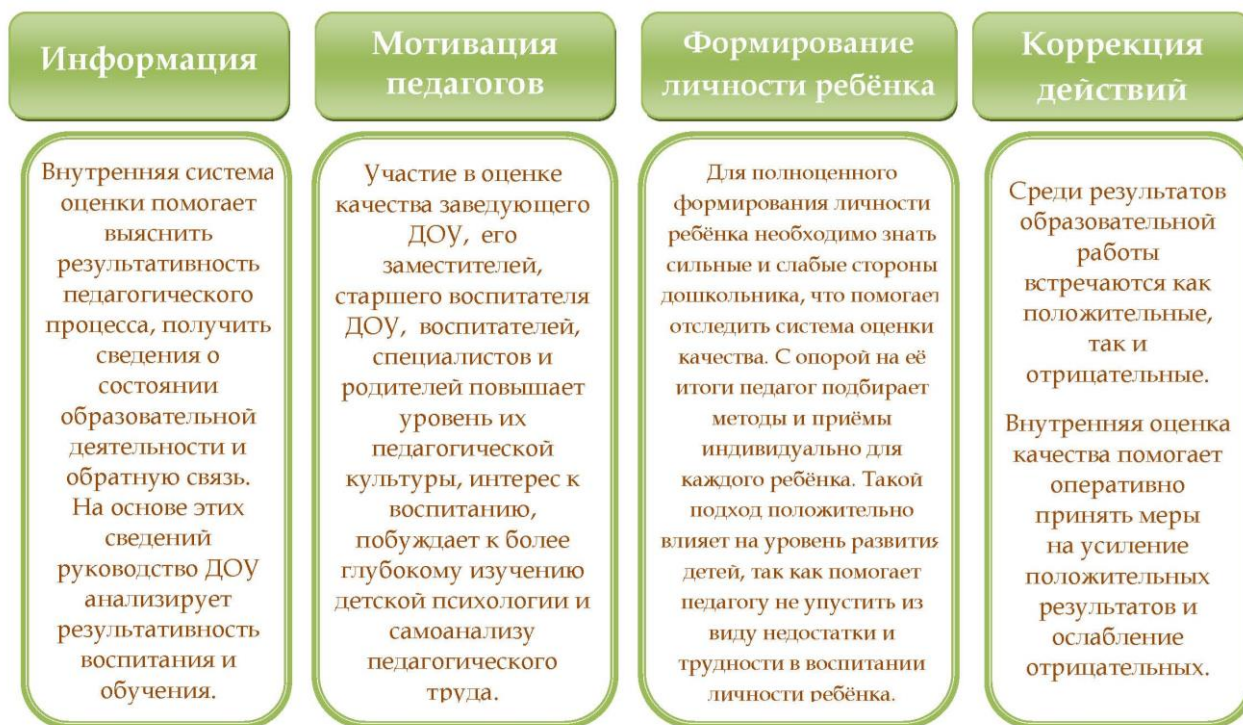 Информация
Внутренняя система
оценки помогает
выяснить
результативность
педагогического
процесса, получить
сведения о
состоянии
образовательной
деятельности и
обратную связь.
На основе этих
сведений
руководство ДОУ
анализирует
результативность
воспитания и
обучения.
Мотивация
педагогов
Участие в оценке
качества заведующего
ДОУ, его
заместителей,
старшего воспитателя
ДОУ, воспитателей,
специалистов и
родителей повышает
уровень их
педагогической
культуры, интерес к
воспитанию,
побуждает к более
глубокому изучению
детской психологии и
самоанализу
педагогического
труда.
Формирование
личности ребёнка
Для полноценного
формирования личности
ребёнка необходимо знать
сильные и слабые стороны
дошкольника, что помогает
отследить система оценки
качества. С опорой на её
итоги педагог подбирает
методы и приёмы
индивидуально для
каждого ребёнка. Такой
подход положительно
влияет на уровень развития
детей, так как помогает
педагогу не упустить из
виду недостатки и
трудности в воспитании
личности ребёнка.
Коррекция
действий
Среди результатов
образовательной
работы
встречаются как
положительные,
так и
отрицательные.
Внутренняя оценка
качества помогает
оперативно
принять меры
на усиление
положительных
результатов и
ослабление
отрицательных.